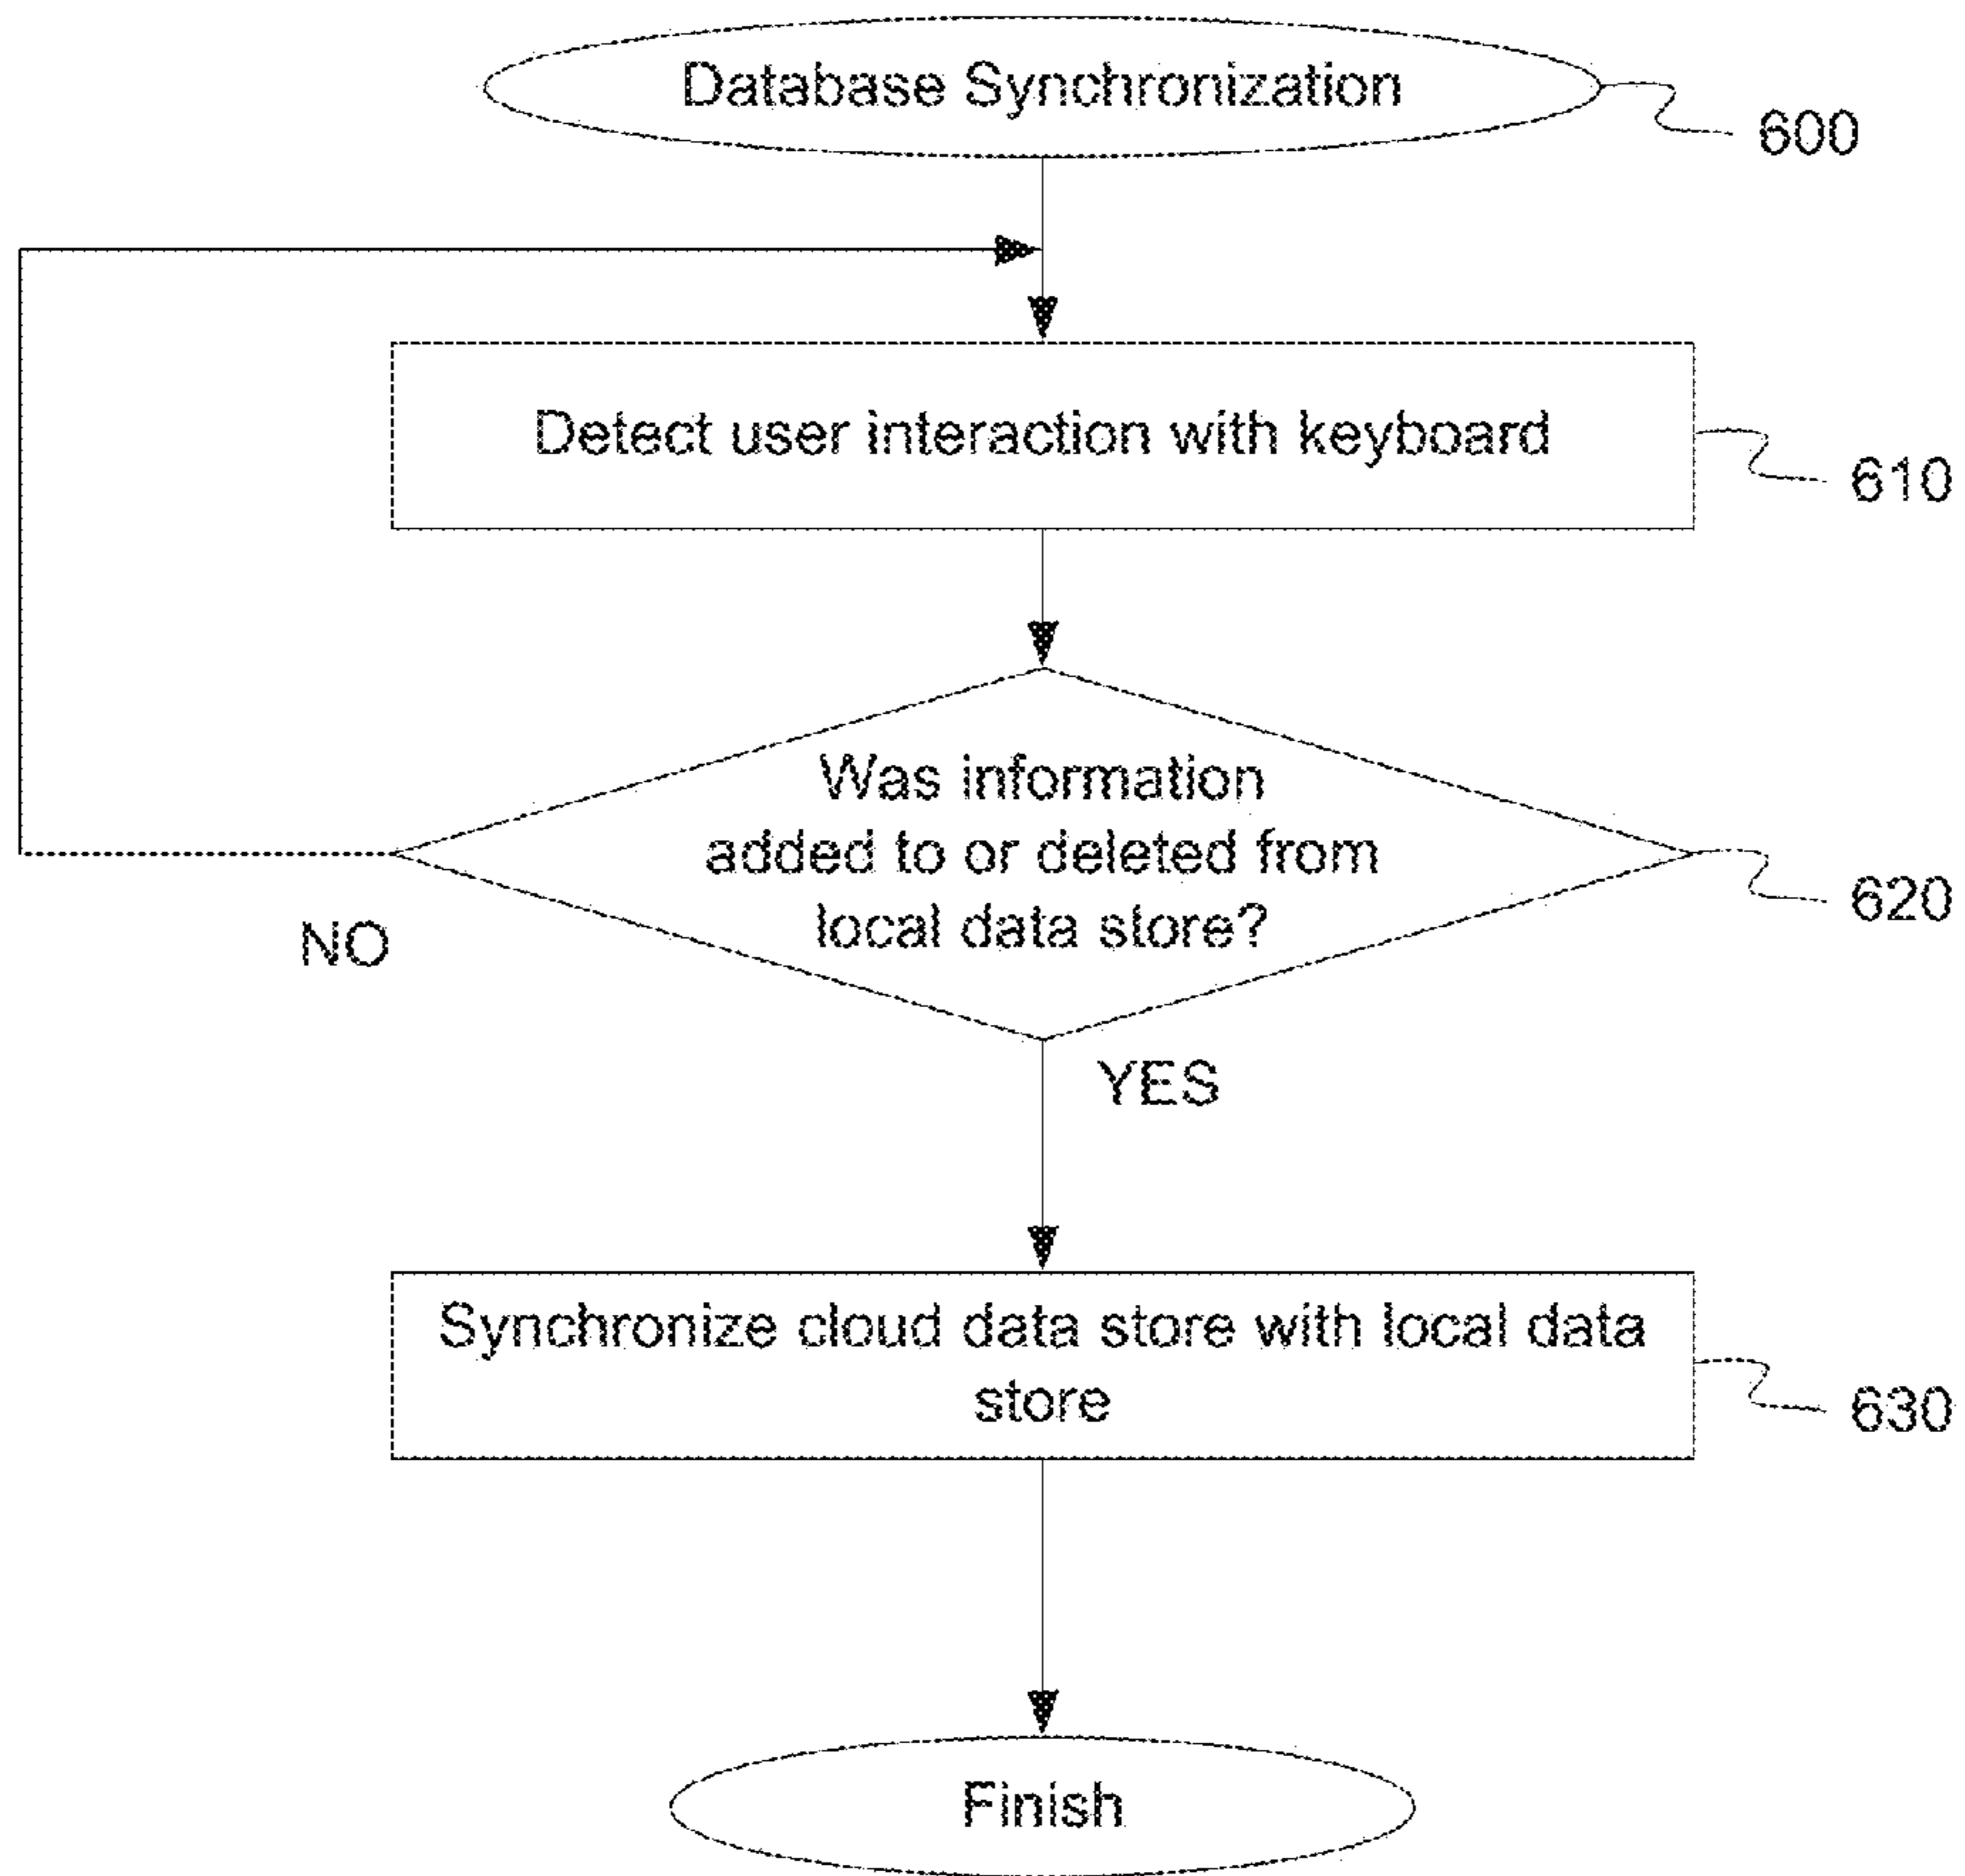 Database Synchronization
600
Detect user interaction with keyboard
610
Was information
added to or deleted from
local data store?
620
NO
YES
Synchronize cloud data store with local data
store
630
Finish